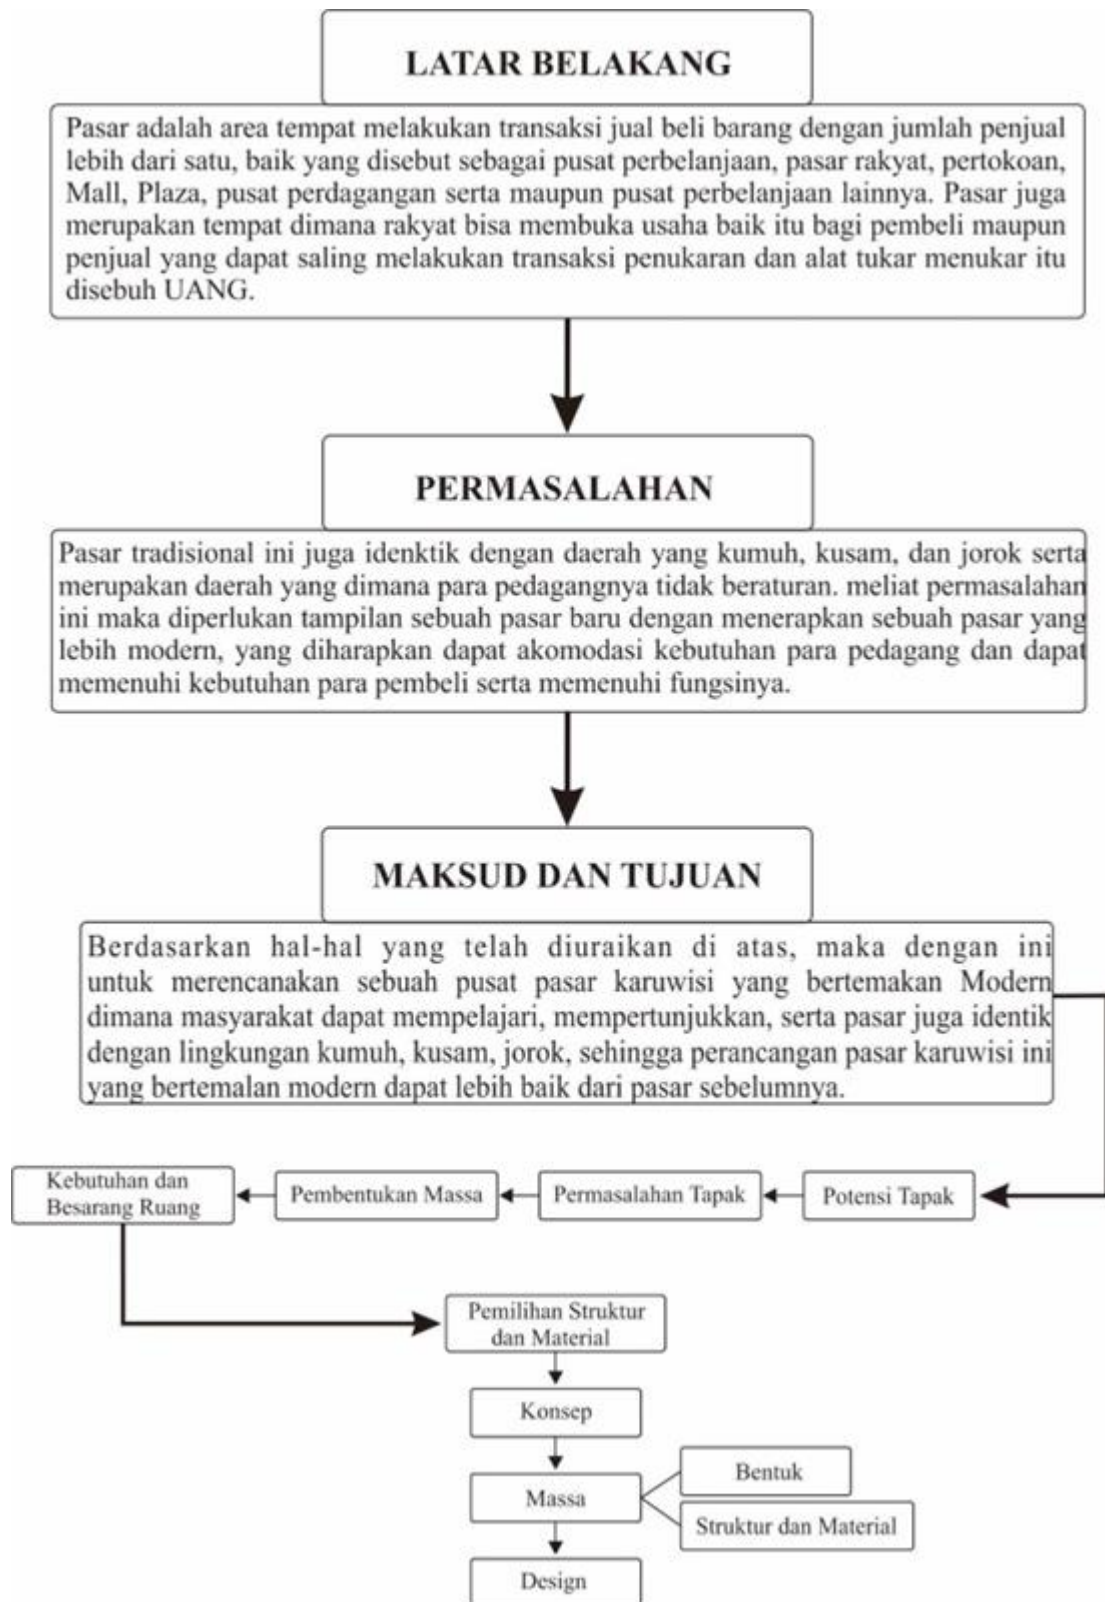 LATAR BELAKANG
Pasar adalah area tempat melakukan transaksi jual beli barang dengan jumlah penjual
lebih dari satu, baik yang disebut sebagai pusat perbelanjaan, pasar rakyat, pertokoan,
Mall, Plaza, pusat perdagangan serta maupun pusat perbelanjaan lainnya. Pasar juga
merupakan tempat dimana rakyat bisa membuka usaha baik itu bagi pembeli maupun
penjual yang dapat saling melakukan transaksi penukaran dan alat tukar menukar itu
disebuh UANG.
PERMASALAHAN
Pasar tradisional ini juga idenktik dengan daerah yang kumuh, kusam, dan jorok serta
merupakan daerah yang dimana para pedagangnya tidak beraturan. meliat permasalahan
ini maka diperlukan tampilan sebuah pasar baru dengan menerapkan sebuah pasar yang
lebih modern, yang diharapkan dapat akomodasi kebutuhan para pedagang dan dapat
memenuhi kebutuhan para pembeli serta memenuhi fungsinya.
MAKSUD DAN TUJUAN
Berdasarkan hal-hal yang telah diuraikan di atas, maka dengan ini
untuk merencanakan sebuah pusat pasar karuwisi yang bertemakan Modern
dimana masyarakat dapat mempelajari, mempertunjukkan, serta pasar juga identik
dengan lingkungan kumuh, kusam, jorok, sehingga perancangan pasar karuwisi ini
yang bertemalan modern dapat lebih baik dari pasar sebelumnya.
Kebutuhan dan
Besarang Ruang
Pembentukan Massa
Permasalahan Tapak
Potensi Tapak
Pemilihan Struktur
dan Material
Konsep
Massa
Bentuk
Struktur dan Material
Design